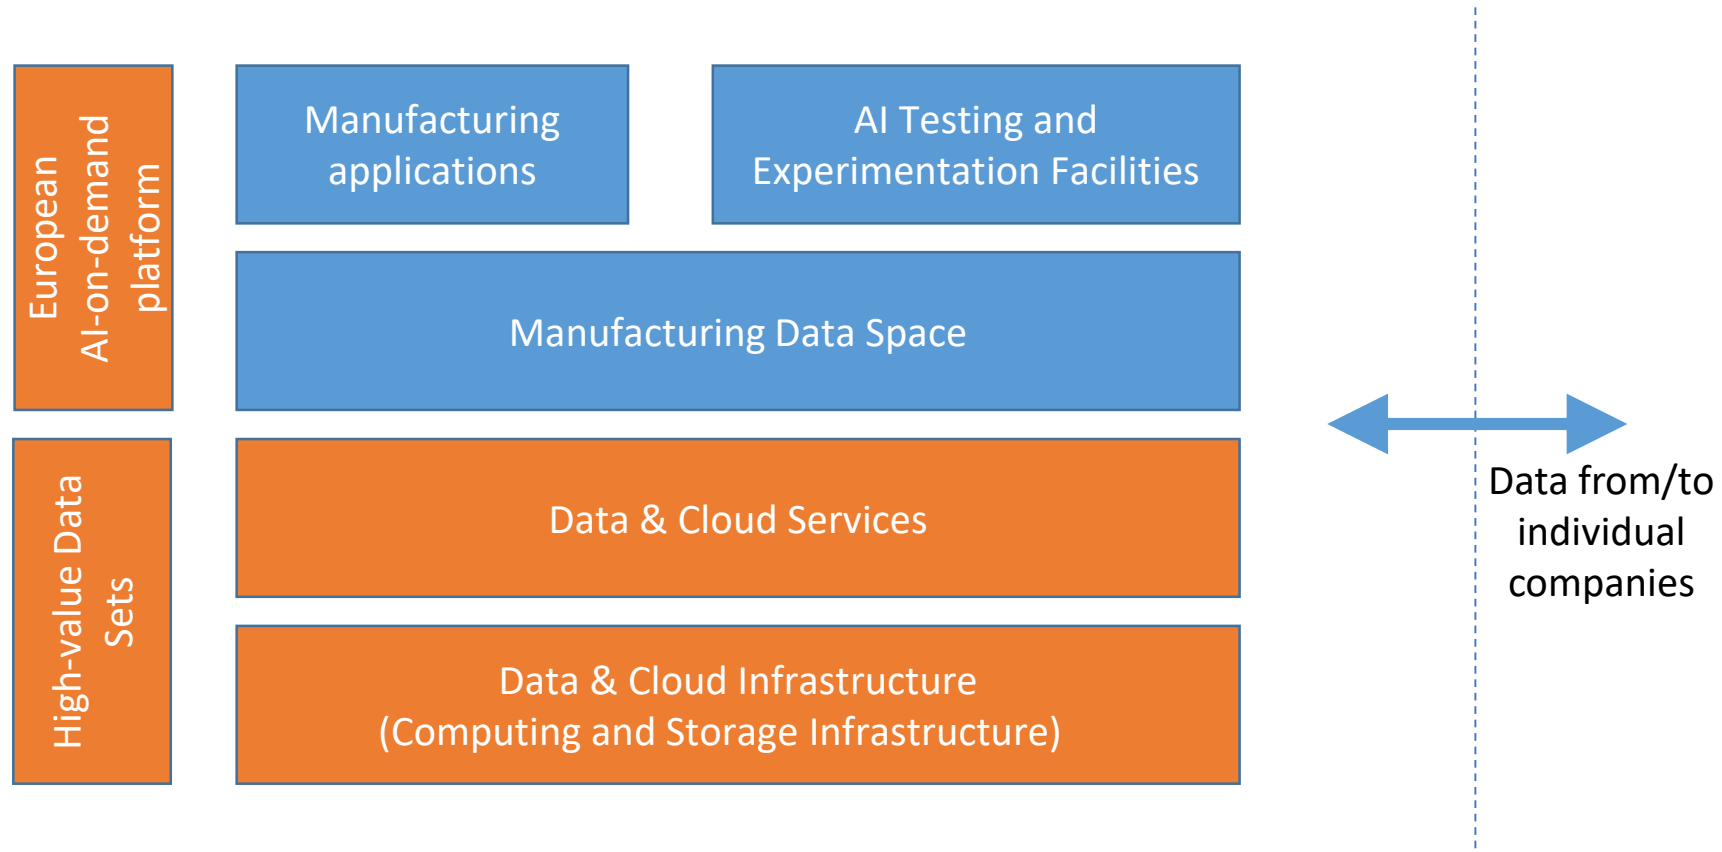 European
AI-on-demand
platform
Manufacturing
applications
AI Testing and
Experimentation Facilities
Manufacturing Data Space
High-value Data
Sets
Data & Cloud Services
Data & Cloud Infrastructure
(Computing and Storage Infrastructure)
Data from/to
individual
companies